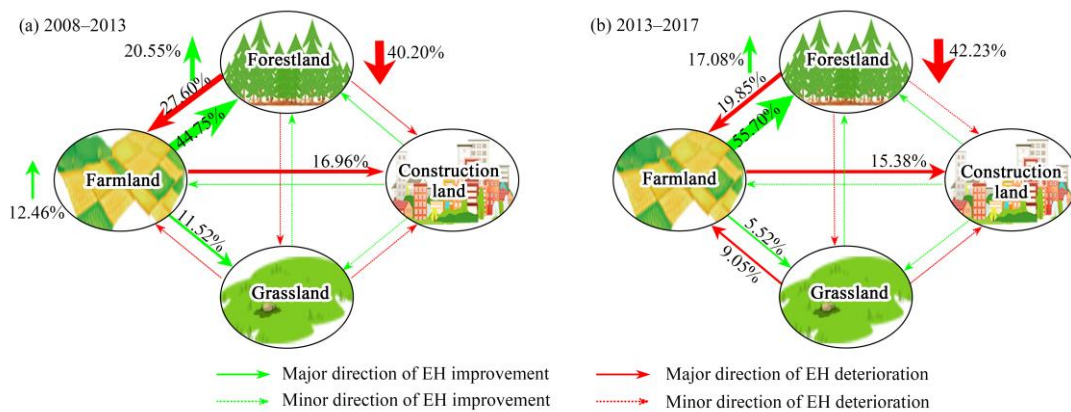 (a) 2008–2013
20.55%
Forestland
40.20%
27.60%
44.75%
16.96%
Farmland
Construction
land
12.46%
11.52%
Grassland
(b) 2013–2017
17.08%
Forestland
42.23%
19.85%
55.70%
15.38%
Farmland
Construction
land
5.52%
9.05%
Grassland
Major direction of EH improvement
Major direction of EH deterioration
Minor direction of EH improvement
Minor direction of EH deterioration